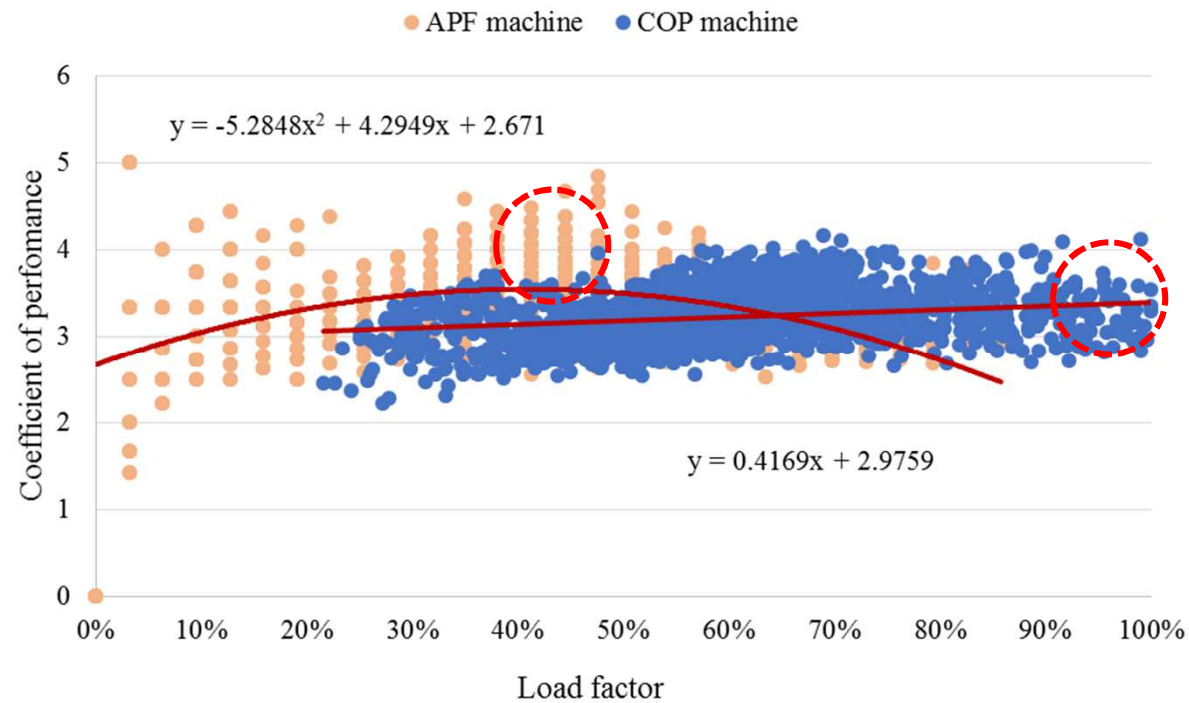 APF machine COP machine
6
y = -5.2848x² + 4.2949x + 2.671
5
4
3
2
y = 0.4169x + 2.9759
1
0
0% 10% 20% 30% 40% 50% 60% 70% 80% 90% 100%
Coefficient of perfomance
Load factor